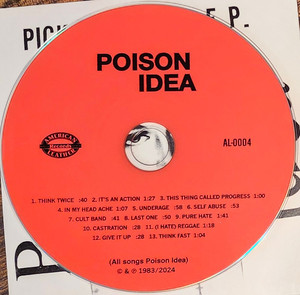 PICK
E.P.
POISON
IDEA
AMERICAN
Records
LEATHER
AL-0004
1. THINK TWICE :40 2. IT'S AN ACTION 1:27 3. THIS THING CALLED PROGRESS 1:00
4. IN MY HEAD ACHE 1:07 5. UNDERAGE :58 6. SELF ABUSE :53
7. CULT BAND :41 8. LAST ONE :50 9. PURE HATE :41
10. CASTRATION :28 11. (I HATE) REGGAE 1:18
12. GIVE IT UP :28 13. THINK FAST 1:04
(All songs Poison Idea)
© & ℗ 1983/2024